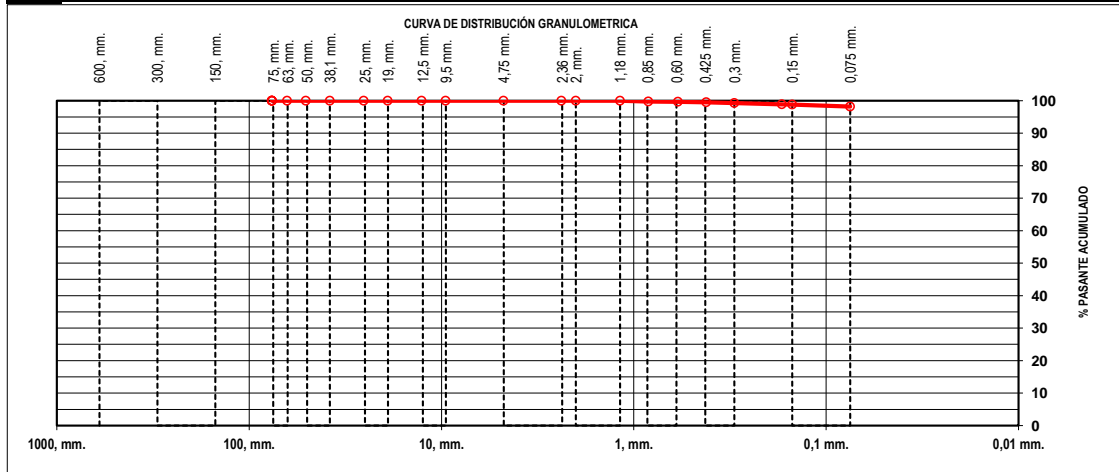 CURVA DE DISTRIBUCIÓN GRANULOMETRICA
600, mm.
300, mm.
150, mm.
75, mm.
63, mm.
50, mm.
38,1 mm.
25, mm.
19, mm.
12,5 mm.
9,5 mm.
4,75 mm.
2,36 mm.
2, mm.
1,18 mm.
0,85 mm.
0,60 mm.
0,425 mm.
0,3 mm.
0,15 mm.
0,075 mm.
100
90
80
70
60
50
40
30
20
10
0
% PASANTE ACUMULADO
1000, mm.
100, mm.
10, mm.
1, mm.
0,1 mm.
0,01 mm.